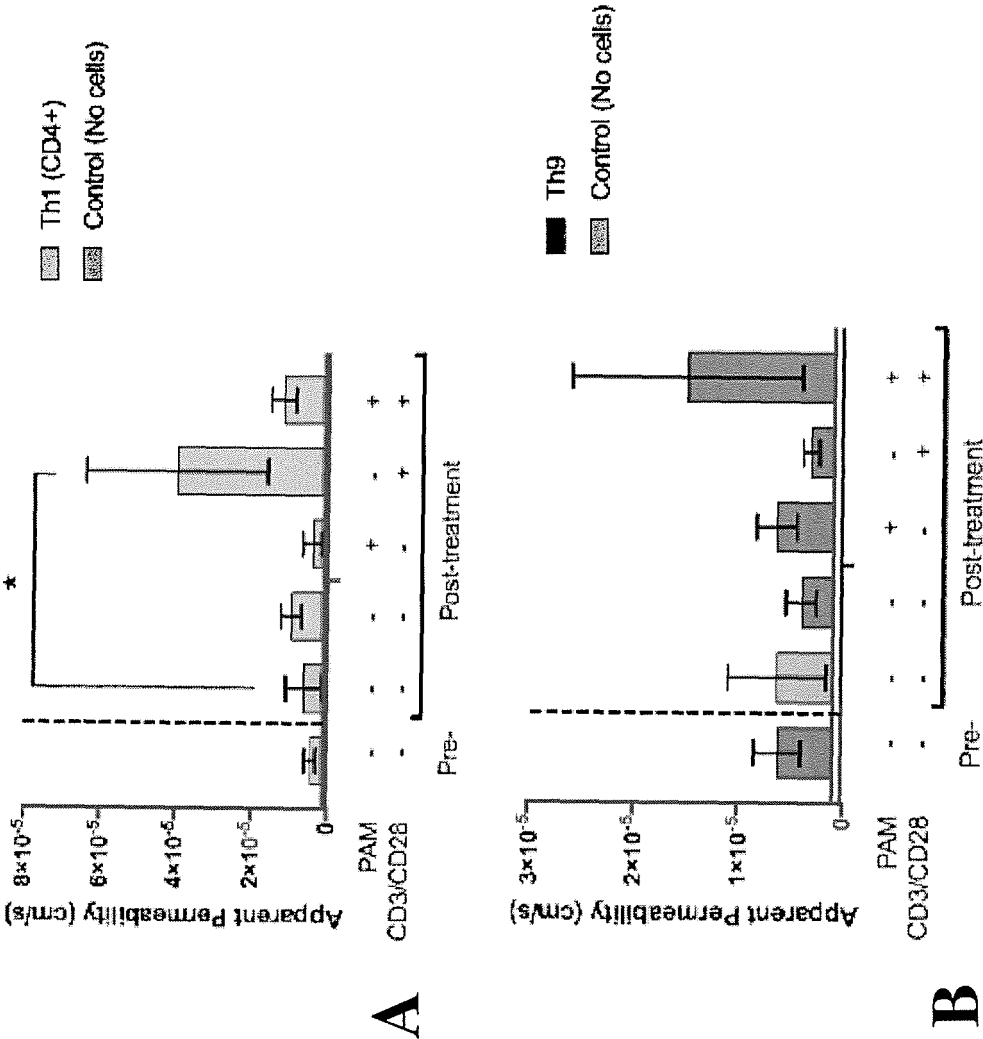 A
8×10⁻⁵
6×10⁻⁵
4×10⁻⁵
2×10⁻⁵
0
Apparent Permeability (cm/s)
*
Th1 (CD4+)
Control (No cells)
PAM - - - + - +
CD3/CD28 - - - - + +
Pre- Post-treatment
B
3×10⁻⁵
2×10⁻⁵
1×10⁻⁵
0
Apparent Permeability (cm/s)
Th9
Control (No cells)
PAM - - - + - +
CD3/CD28 - - - - + +
Pre- Post-treatment